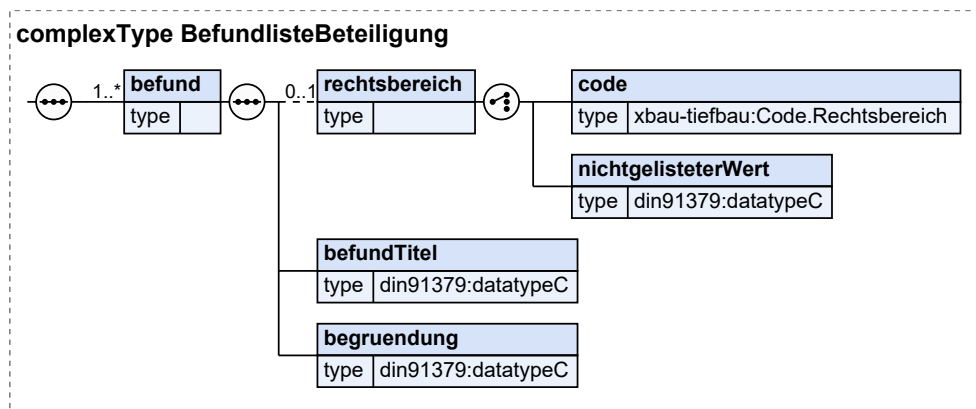 complexType BefundlisteBeteiligung
1..* befund
type
0..1 rechtsbereich
type
code
type xbau-tiefbau:Code.Rechtsbereich
nichtgelisteterWert
type din91379:datatypeC
befundTitel
type din91379:datatypeC
begruendung
type din91379:datatypeC